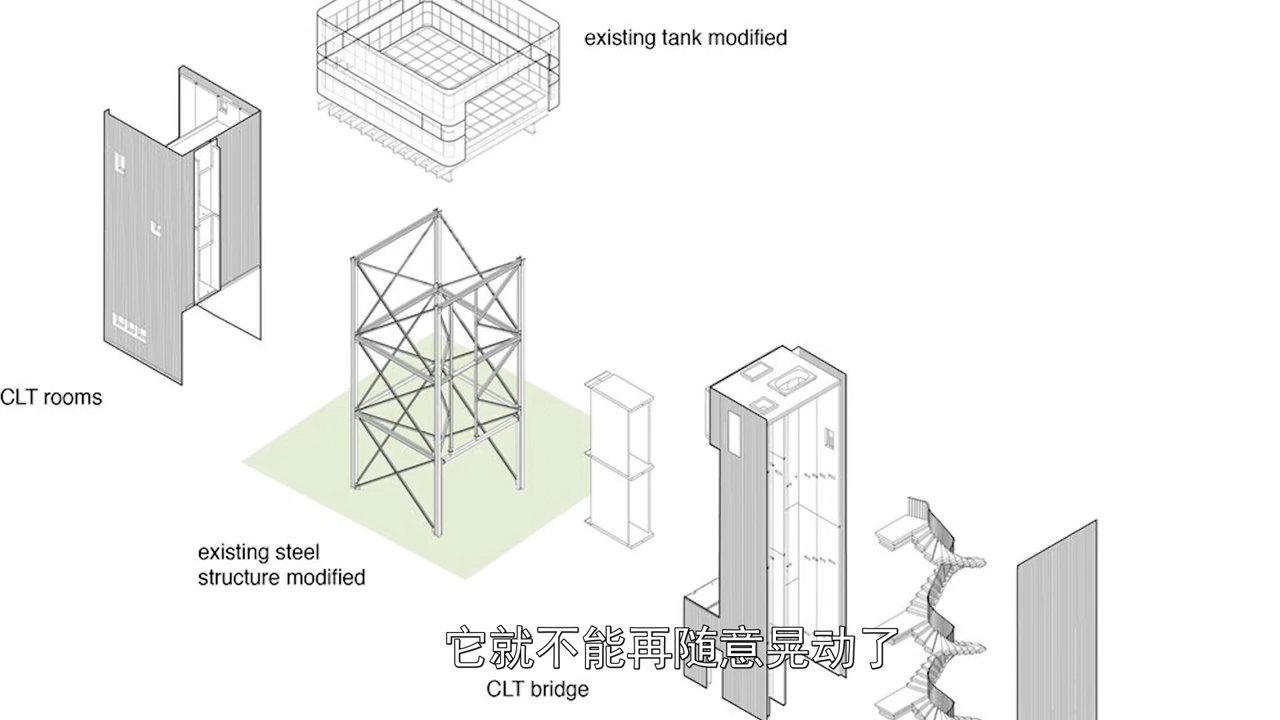 existing tank modified
CLT rooms
existing steel
structure modified
它就不能再随意晃动了
CLT bridge